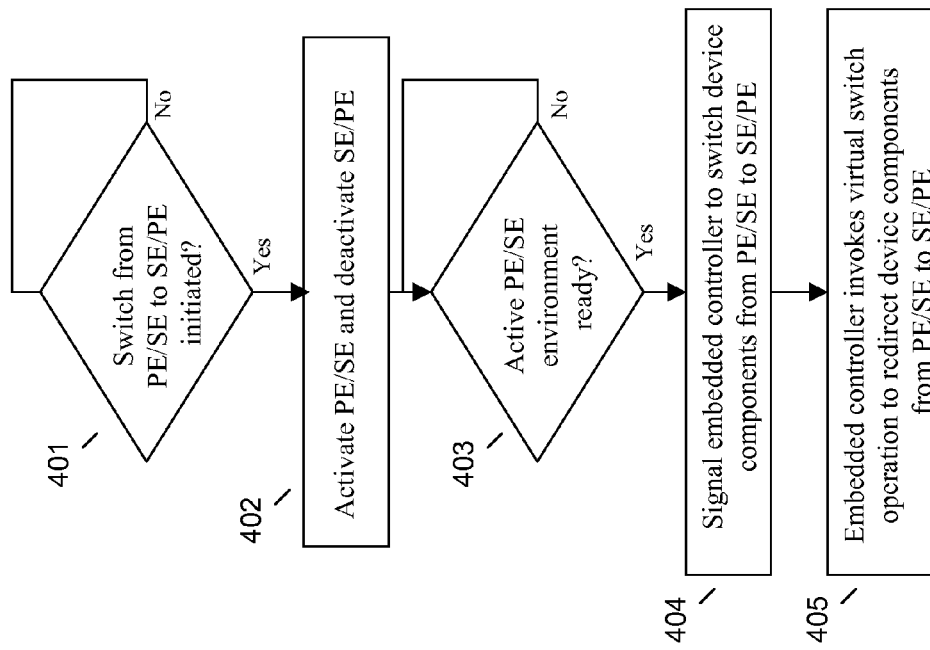 401
Switch from
PE/SE to SE/PE
initiated?
No
Yes
402
Activate PE/SE and deactivate SE/PE
403
Active PE/SE
environment
ready?
No
Yes
404
Signal embedded controller to switch device
components from PE/SE to SE/PE
405
Embedded controller invokes virtual switch
operation to redirect device components
from PE/SE to SE/PE